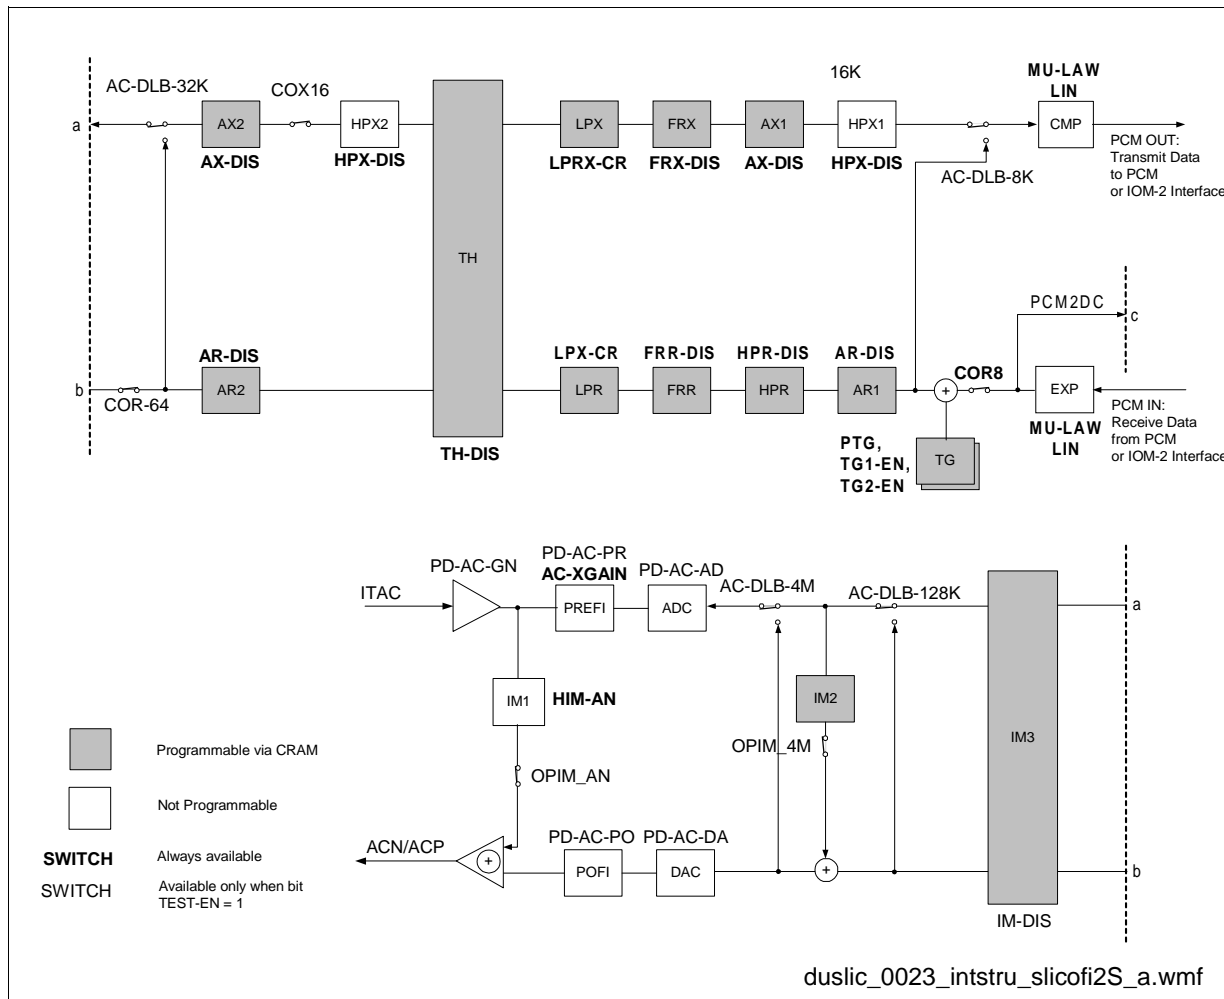 AC-DLB-32K
COX16
16K
MU-LAW
LIN
a
AX2
HPX2
TH
LPX
FRX
AX1
HPX1
CMP
AX-DIS
HPX-DIS
LPRX-CR
FRX-DIS
AX-DIS
HPX-DIS
AC-DLB-8K
PCM OUT:
Transmit Data
to PCM
or IOM-2 Interface
PCM2DC
c
AR-DIS
LPX-CR
FRR-DIS
HPR-DIS
AR-DIS
COR8
b
COR-64
AR2
LPR
FRR
HPR
AR1
+
EXP
TH-DIS
PTG,
TG1-EN,
TG2-EN
TG
MU-LAW
LIN
PCM IN:
Receive Data
from PCM
or IOM-2 Interface
PD-AC-GN
PD-AC-PR
AC-XGAIN
PD-AC-AD
AC-DLB-4M
AC-DLB-128K
ITAC
PREFI
ADC
a
IM1
HIM-AN
IM2
IM3
OPIM_4M
OPIM_AN
Programmable via CRAM
Not Programmable
SWITCH
Always available
SWITCH
Available only when bit
TEST-EN = 1
ACN/ACP
+
PD-AC-PO
PD-AC-DA
POFI
DAC
+
b
IM-DIS
duslic_0023_intstru_slicofi2S_a.wmf